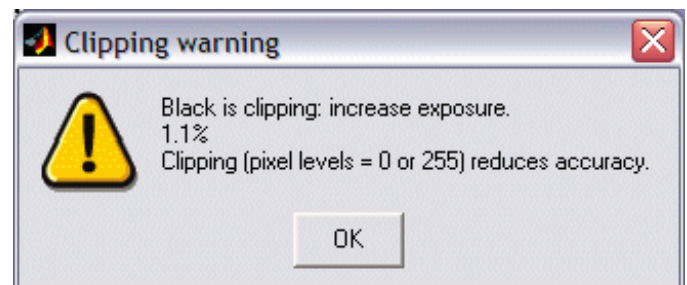 Clipping warning
Black is clipping: increase exposure.
1.1%
Clipping (pixel levels = 0 or 255) reduces accuracy.
OK